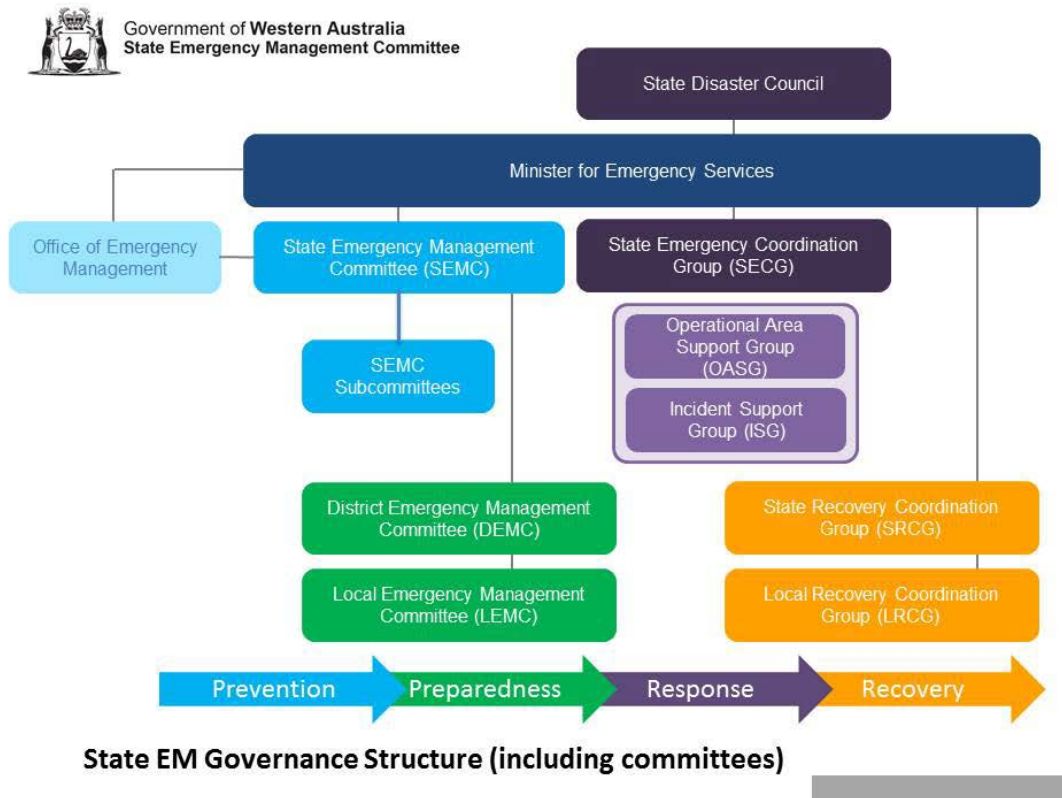 Government of Western Australia
State Emergency Management Committee
State Disaster Council
Minister for Emergency Services
Office of Emergency
Management
State Emergency Management
Committee (SEMC)
State Emergency Coordination
Group (SECG)
Operational Area
Support Group
(OASG)
SEMC
Subcommittees
Incident Support
Group (ISG)
District Emergency Management
Committee (DEMC)
State Recovery Coordination
Group (SRCG)
Local Emergency Management
Committee (LEMC)
Local Recovery Coordination
Group (LRCG)
Prevention
Preparedness
Response
Recovery
State EM Governance Structure (including committees)